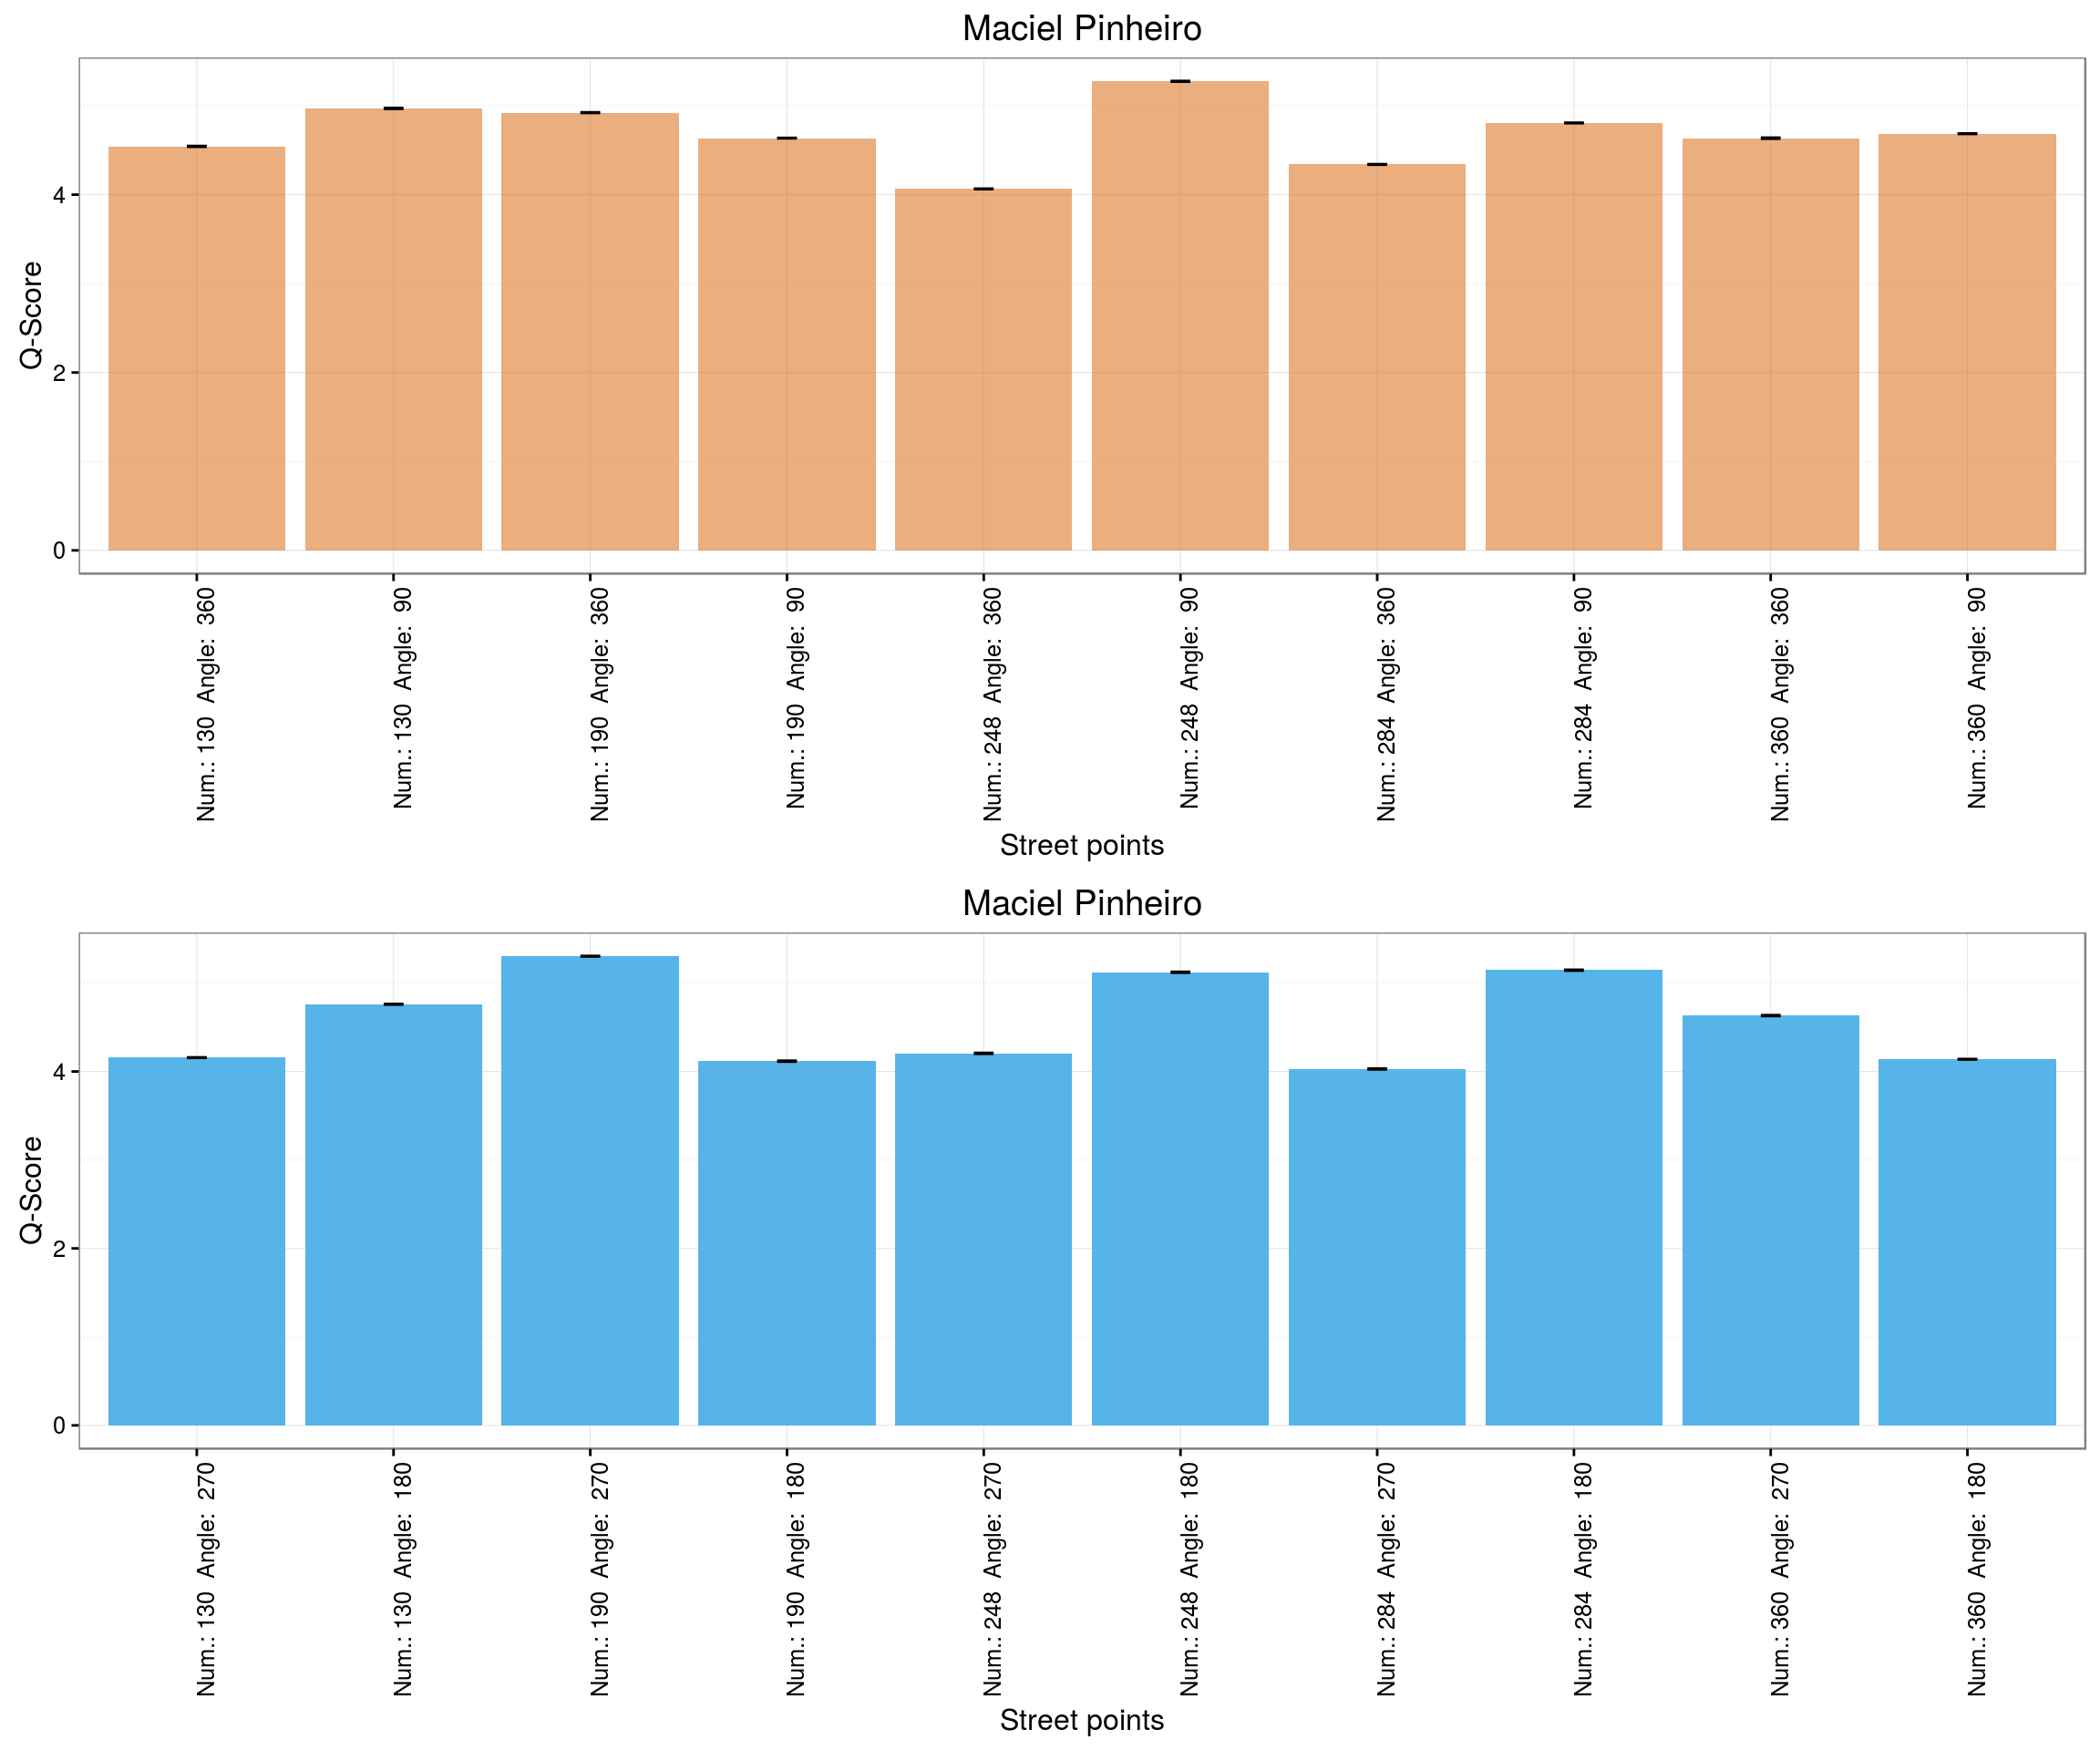 Maciel Pinheiro
Q-Score
4
2
0
Num.: 130 Angle: 360
Num.: 130 Angle: 90
Num.: 190 Angle: 360
Num.: 190 Angle: 90
Num.: 248 Angle: 360
Num.: 248 Angle: 90
Num.: 284 Angle: 360
Num.: 284 Angle: 90
Num.: 360 Angle: 360
Num.: 360 Angle: 90
Street points
Maciel Pinheiro
Q-Score
4
2
0
Num.: 130 Angle: 270
Num.: 130 Angle: 180
Num.: 190 Angle: 270
Num.: 190 Angle: 180
Num.: 248 Angle: 270
Num.: 248 Angle: 180
Num.: 284 Angle: 270
Num.: 284 Angle: 180
Num.: 360 Angle: 270
Num.: 360 Angle: 180
Street points